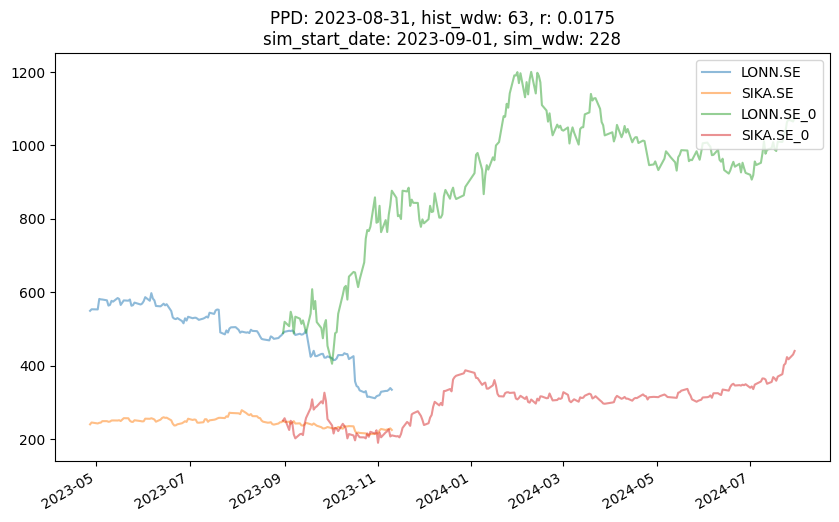 PPD: 2023-08-31, hist_wdw: 63, r: 0.0175
sim_start_date: 2023-09-01, sim_wdw: 228
LONN.SE
SIKA.SE
LONN.SE_0
SIKA.SE_0
1200
1000
800
600
400
200
2023-05
2023-07
2023-09
2023-11
2024-01
2024-03
2024-05
2024-07